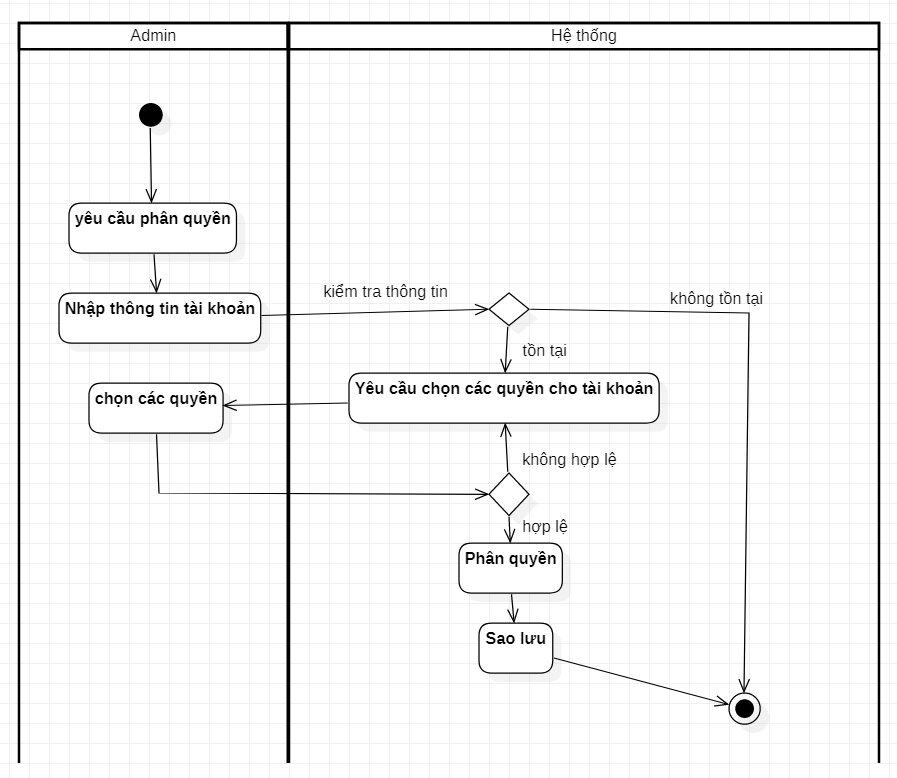 Admin
Hệ thống
yêu cầu phân quyền
Nhập thông tin tài khoản
kiểm tra thông tin
không tồn tại
tồn tại
Yêu cầu chọn các quyền cho tài khoản
chọn các quyền
không hợp lệ
hợp lệ
Phân quyền
Sao lưu